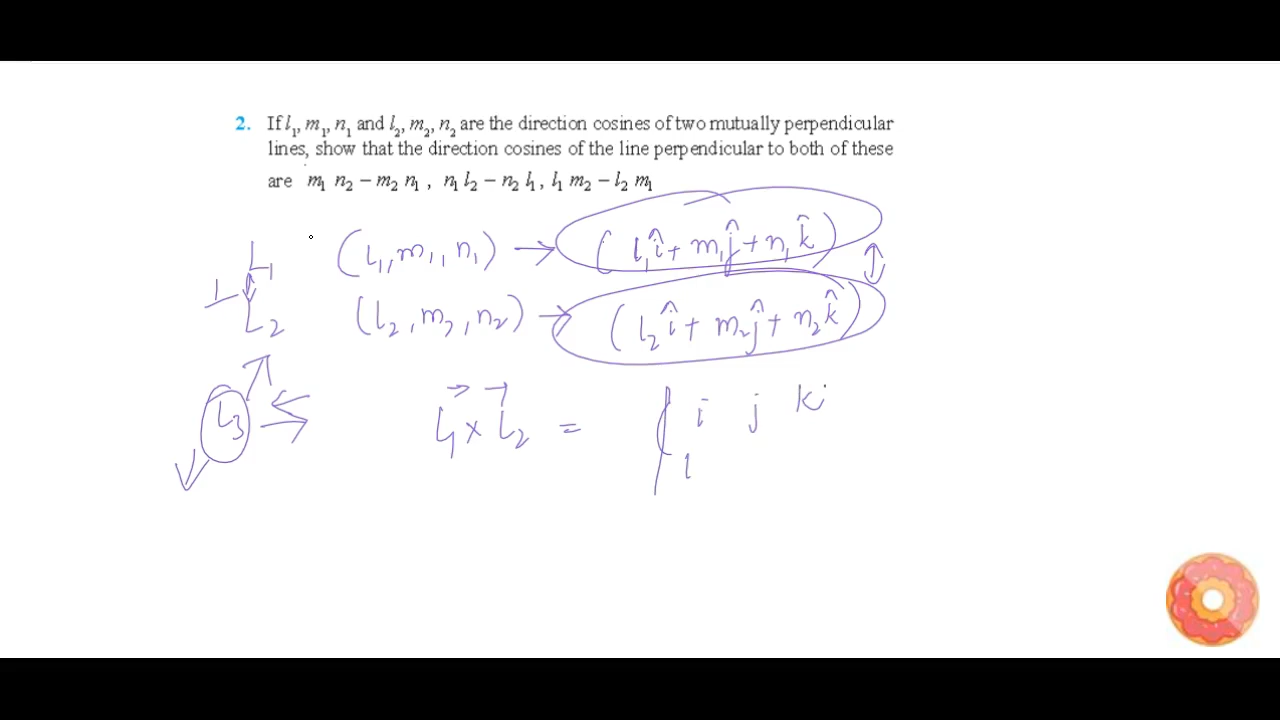 2. If l₁, m₁, n₁ and l₂, m₂, n₂ are the direction cosines of two mutually perpendicular
lines, show that the direction cosines of the line perpendicular to both of these
are m₁ n₂ − m₂ n₁ , n₁ l₂ − n₂ l₁ , l₁ m₂ − l₂ m₁
L₁ (l₁, m₁, n₁) → (l₁î + m₁ĵ + n₁k̂)
⊥ L₂ (l₂, m₂, n₂) → (l₂î + m₂ĵ + n₂k̂)
L₃ L⃗₁ × L⃗₂ = | i j k
l